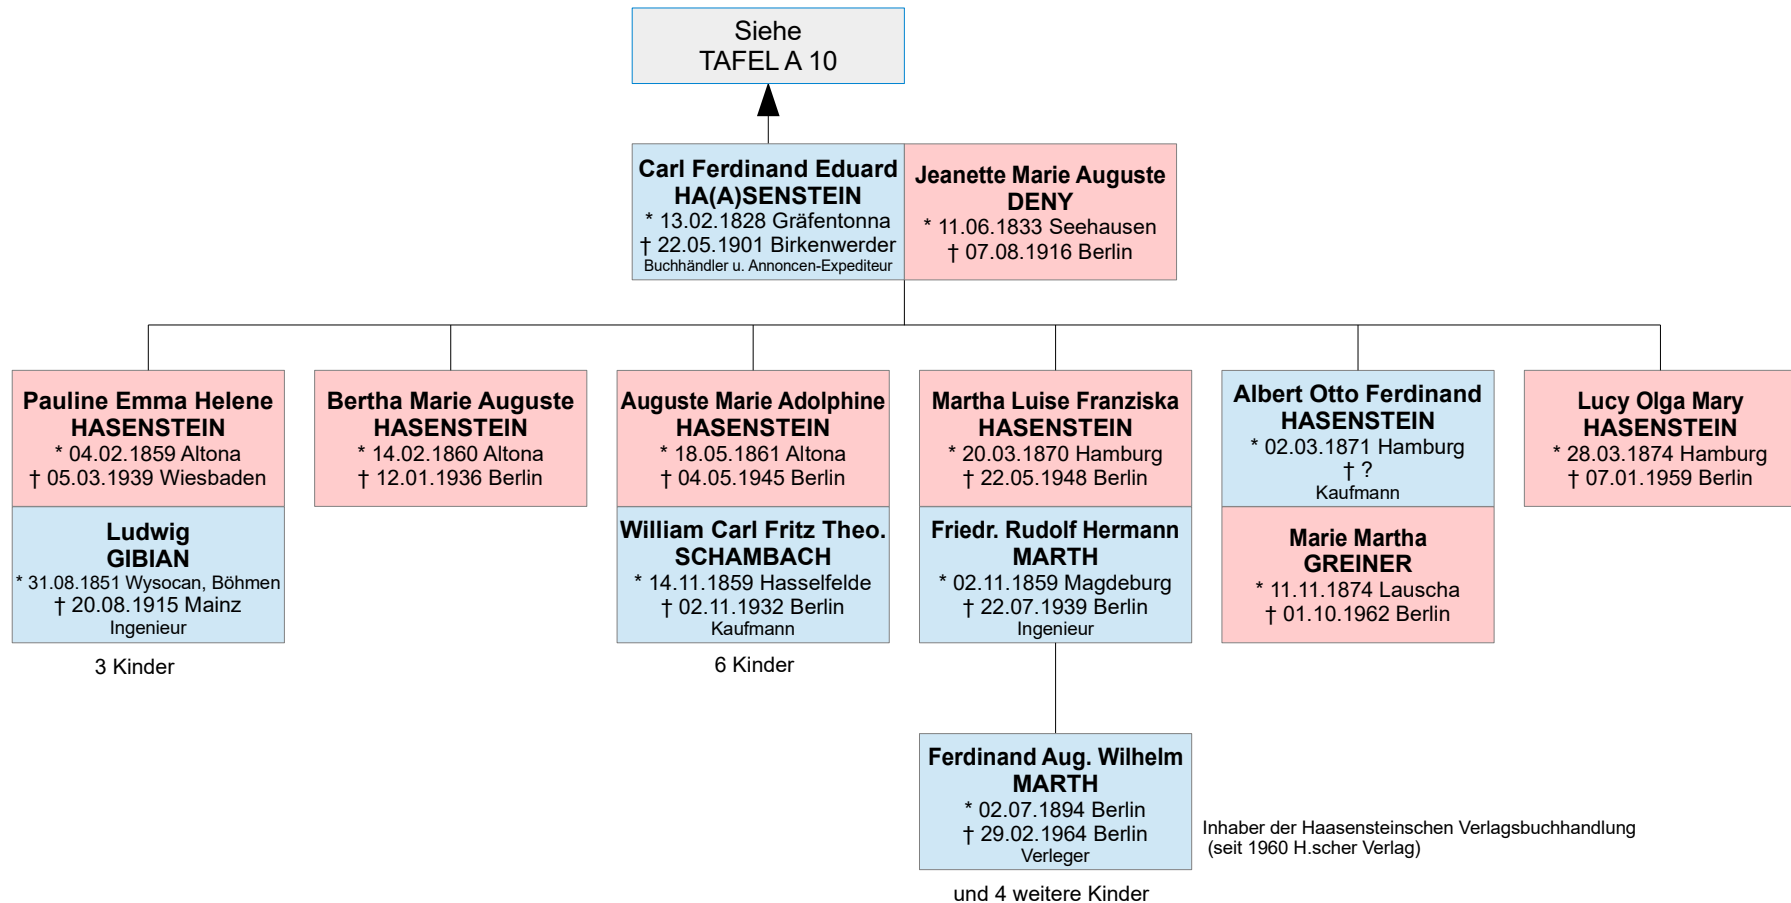 Siehe
TAFEL A 10
Carl Ferdinand Eduard
HA(A)SENSTEIN
* 13.02.1828 Gräfentonna
† 22.05.1901 Birkenwerder
Buchhändler u. Annoncen-Expediteur
Jeanette Marie Auguste
DENY
* 11.06.1833 Seehausen
† 07.08.1916 Berlin
Pauline Emma Helene
HASENSTEIN
* 04.02.1859 Altona
† 05.03.1939 Wiesbaden
Ludwig
GIBIAN
* 31.08.1851 Wysocan, Böhmen
† 20.08.1915 Mainz
Ingenieur
3 Kinder
Bertha Marie Auguste
HASENSTEIN
* 14.02.1860 Altona
† 12.01.1936 Berlin
Auguste Marie Adolphine
HASENSTEIN
* 18.05.1861 Altona
† 04.05.1945 Berlin
William Carl Fritz Theo.
SCHAMBACH
* 14.11.1859 Hasselfelde
† 02.11.1932 Berlin
Kaufmann
6 Kinder
Martha Luise Franziska
HASENSTEIN
* 20.03.1870 Hamburg
† 22.05.1948 Berlin
Friedr. Rudolf Hermann
MARTH
* 02.11.1859 Magdeburg
† 22.07.1939 Berlin
Ingenieur
Albert Otto Ferdinand
HASENSTEIN
* 02.03.1871 Hamburg
† ?
Kaufmann
Marie Martha
GREINER
* 11.11.1874 Lauscha
† 01.10.1962 Berlin
Lucy Olga Mary
HASENSTEIN
* 28.03.1874 Hamburg
† 07.01.1959 Berlin
Ferdinand Aug. Wilhelm
MARTH
* 02.07.1894 Berlin
† 29.02.1964 Berlin
Verleger
Inhaber der Haasensteinschen Verlagsbuchhandlung
(seit 1960 H.scher Verlag)
und 4 weitere Kinder